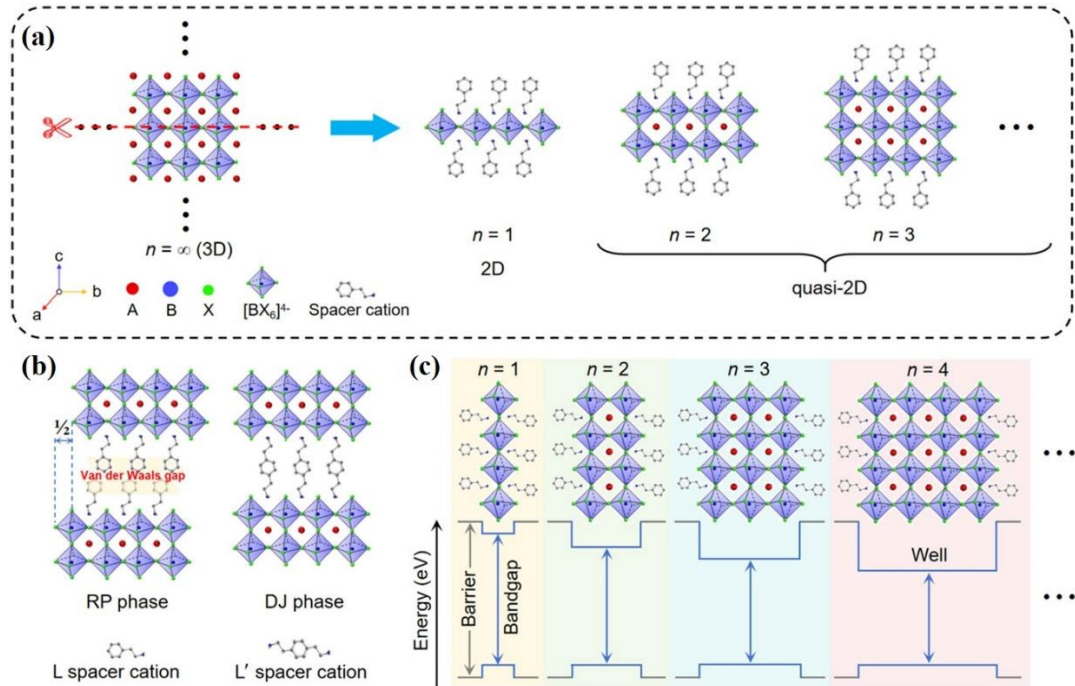 (a)
n = ∞ (3D)
n = 1
2D
n = 2
n = 3
quasi-2D
c
b
a
A
B
X
[BX₆]⁴⁻
Spacer cation
(b)
½
Van der Waals gap
RP phase
DJ phase
L spacer cation
L′ spacer cation
(c)
n = 1
n = 2
n = 3
n = 4
Energy (eV)
Barrier
Bandgap
Well